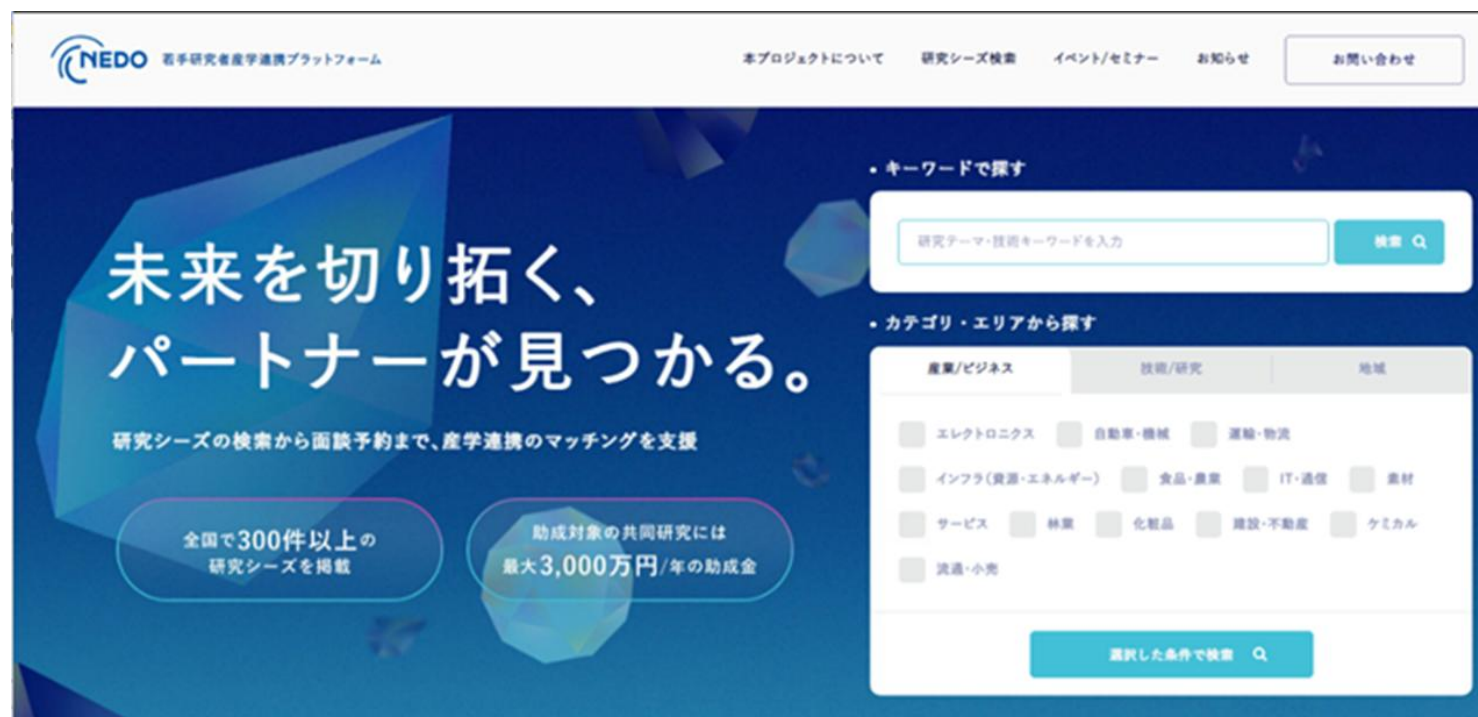 NEDO 若手研究者産学連携プラットフォーム
本プロジェクトについて 研究シーズ検索 イベント/セミナー お知らせ お問い合わせ
未来を切り拓く、
パートナーが見つかる。
研究シーズの検索から面談予約まで、産学連携のマッチングを支援
全国で300件以上の
研究シーズを掲載
助成対象の共同研究には
最大3,000万円/年の助成金
• キーワードで探す
研究テーマ・技術キーワードを入力 検索
• カテゴリ・エリアから探す
産業/ビジネス 技術/研究 地域
エレクトロニクス 自動車・機械 運輸・物流
インフラ(資源・エネルギー) 食品・農業 IT・通信 素材
サービス 林業 化粧品 建設・不動産 ケミカル
流通・小売
選択した条件で検索